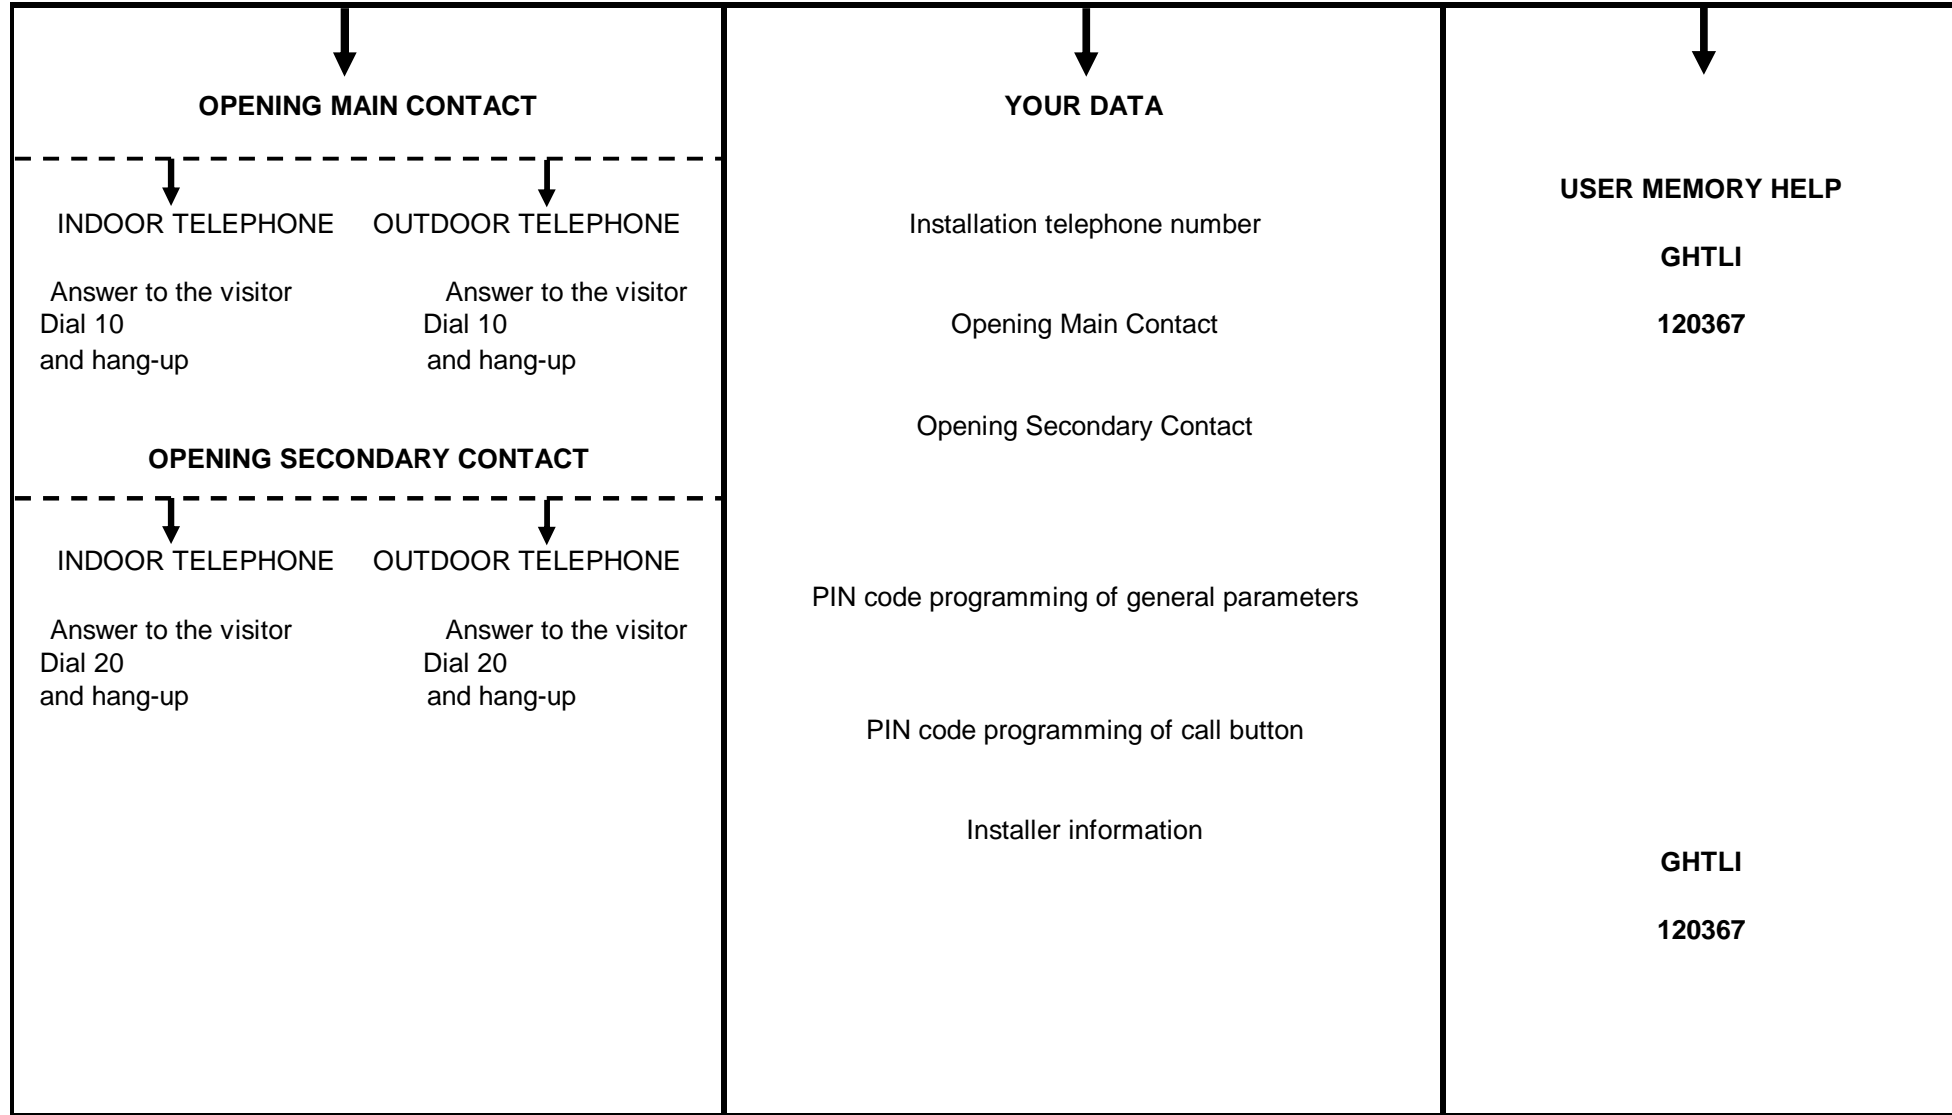 OPENING MAIN CONTACT
INDOOR TELEPHONE OUTDOOR TELEPHONE
Answer to the visitor Answer to the visitor
Dial 10 Dial 10
and hang-up and hang-up
OPENING SECONDARY CONTACT
INDOOR TELEPHONE OUTDOOR TELEPHONE
Answer to the visitor Answer to the visitor
Dial 20 Dial 20
and hang-up and hang-up
YOUR DATA
Installation telephone number
Opening Main Contact
Opening Secondary Contact
PIN code programming of general parameters
PIN code programming of call button
Installer information
USER MEMORY HELP
GHTLI
120367
GHTLI
120367